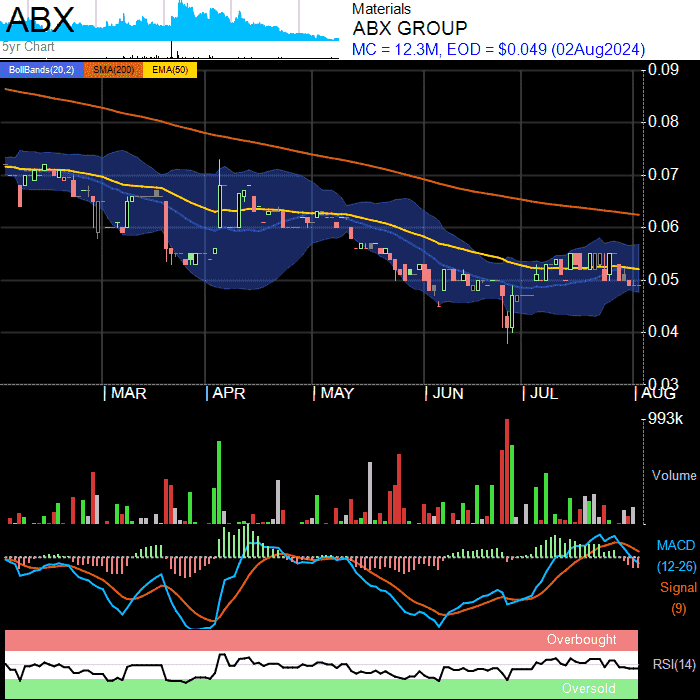 ABX
5yr Chart
Materials
ABX GROUP
MC = 12.3M, EOD = $0.049 (02Aug2024)
BollBands(20,2) SMA(200) EMA(50)
0.09
0.08
0.07
0.06
0.05
0.04
0.03
MAR APR MAY JUN JUL AUG
993k
Volume
MACD
(12-26)
Signal
(9)
Overbought
RSI(14)
Oversold